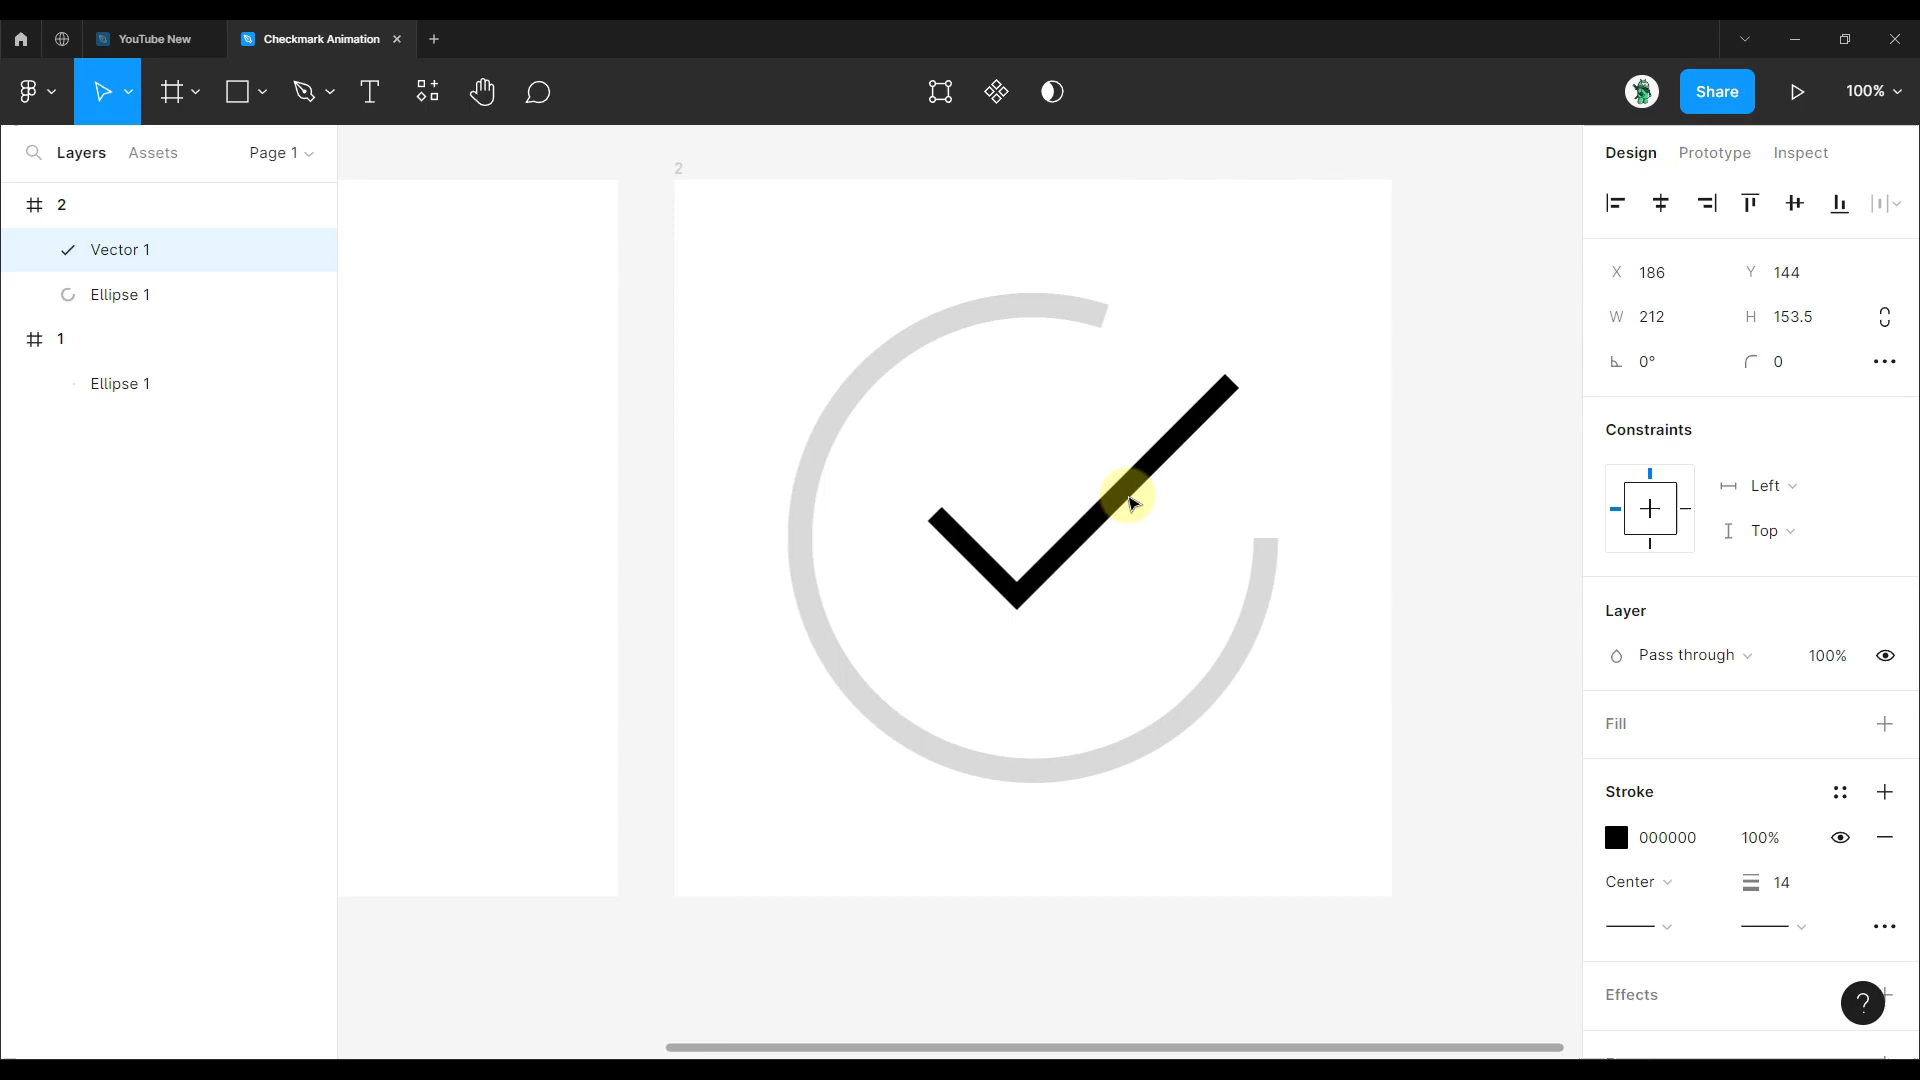 YouTube New
Checkmark Animation
Share
100%
Layers
Assets
Page 1
2
Vector 1
Ellipse 1
1
Ellipse 1
2
Design
Prototype
Inspect
X 186
Y 144
W 212
H 153.5
0°
0
Constraints
Left
Top
Layer
Pass through
100%
Fill
Stroke
000000
100%
Center
14
Effects
?